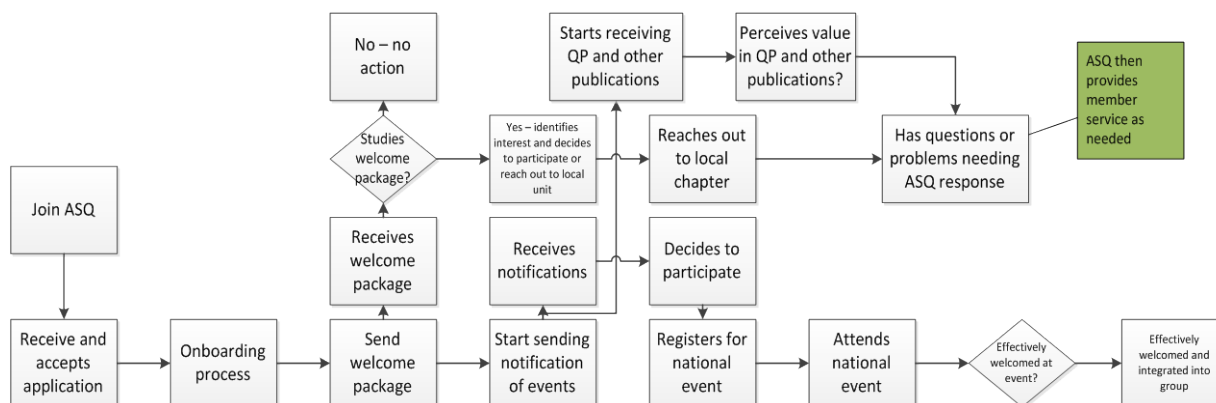 No – no
action
Starts receiving
QP and other
publications
Perceives value
in QP and other
publications?
ASQ then
provides
member
service as
needed
Studies
welcome
package?
Yes – identifies
interest and decides
to participate or
reach out to local
unit
Reaches out
to local
chapter
Has questions or
problems needing
ASQ response
Join ASQ
Receives
welcome
package
Receives
notifications
Decides to
participate
Receive and
accepts
application
Onboarding
process
Send
welcome
package
Start sending
notification
of events
Registers for
national
event
Attends
national
event
Effectively
welcomed at
event?
Effectively
welcomed and
integrated into
group